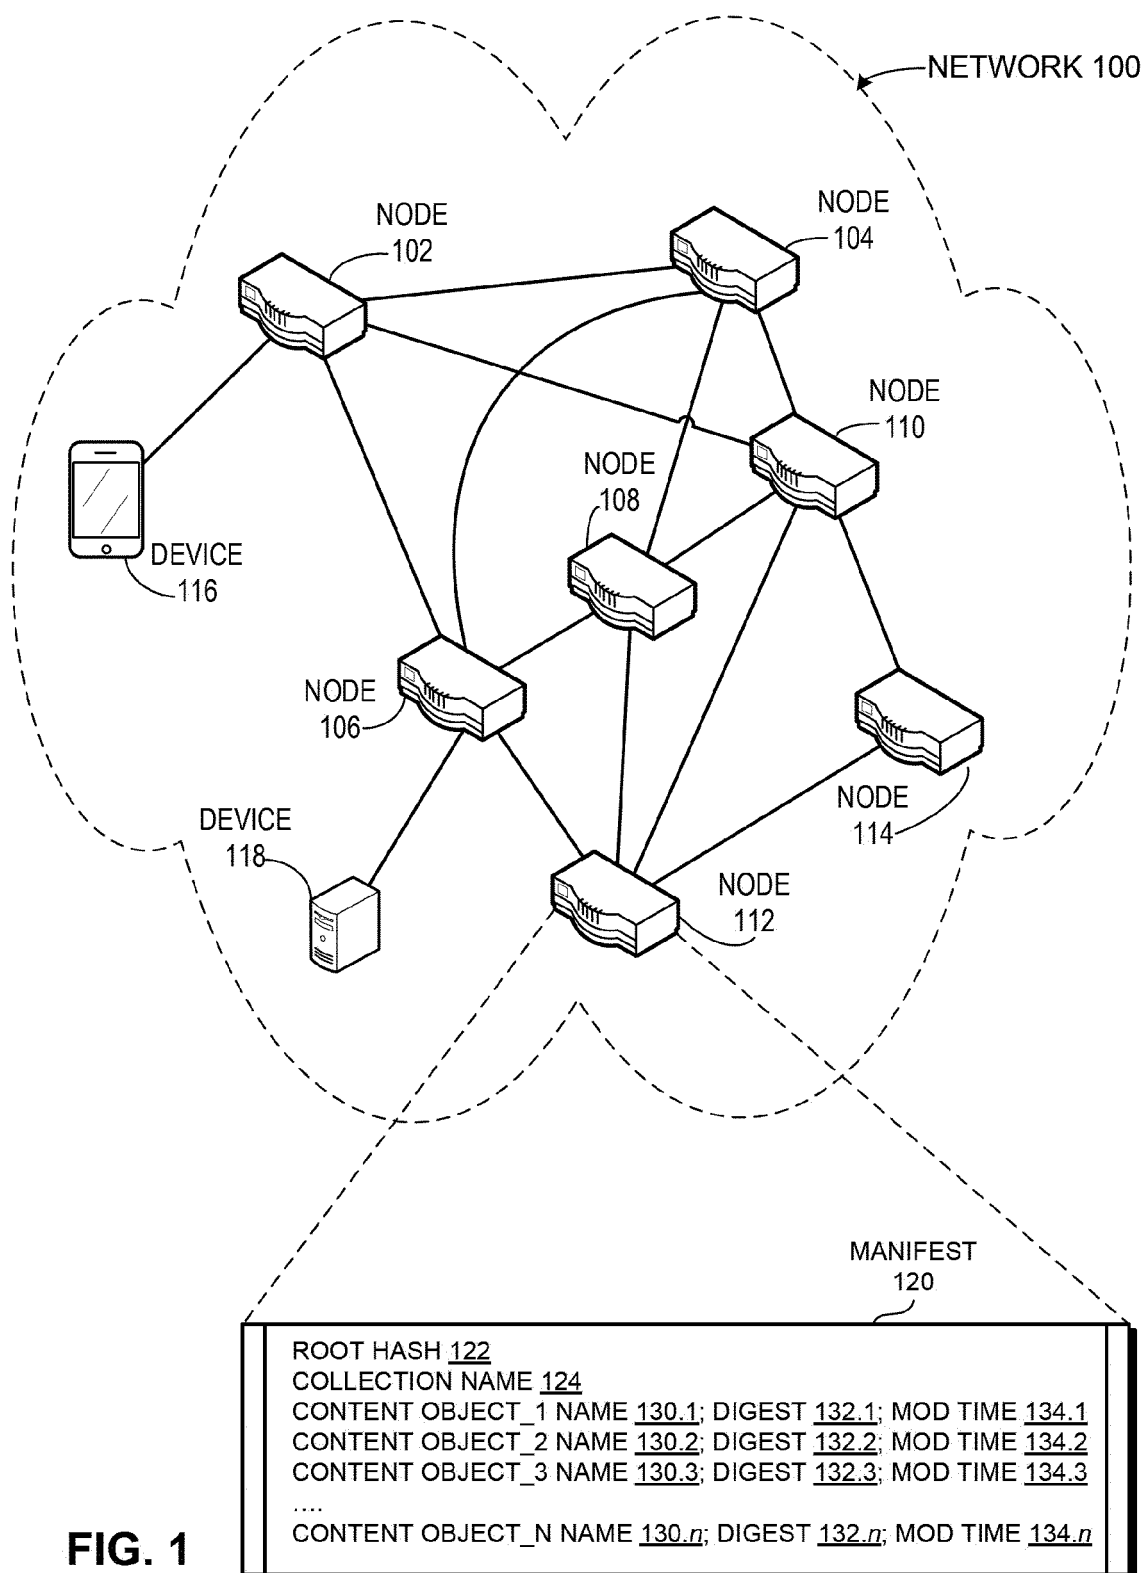 NETWORK 100
NODE
102
NODE
104
NODE
110
NODE
108
DEVICE
116
NODE
106
NODE
114
DEVICE
118
NODE
112
MANIFEST
120
ROOT HASH 122
COLLECTION NAME 124
CONTENT OBJECT_1 NAME 130.1; DIGEST 132.1; MOD TIME 134.1
CONTENT OBJECT_2 NAME 130.2; DIGEST 132.2; MOD TIME 134.2
CONTENT OBJECT_3 NAME 130.3; DIGEST 132.3; MOD TIME 134.3
....
CONTENT OBJECT_N NAME 130.n; DIGEST 132.n; MOD TIME 134.n
FIG. 1